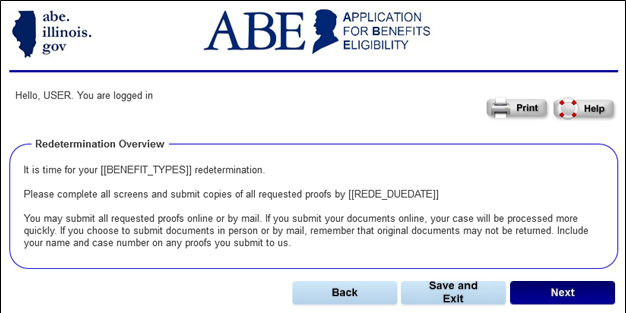 abe.
illinois.
gov
ABE
APPLICATION
FOR BENEFITS
ELIGIBILITY
Hello, USER. You are logged in
Print
Help
Redetermination Overview
It is time for your [[BENEFIT_TYPES]] redetermination.
Please complete all screens and submit copies of all requested proofs by [[REDE_DUEDATE]]
You may submit all requested proofs online or by mail. If you submit your documents online, your case will be processed more
quickly. If you choose to submit documents in person or by mail, remember that original documents may not be returned. Include
your name and case number on any proofs you submit to us.
Back
Save and
Exit
Next